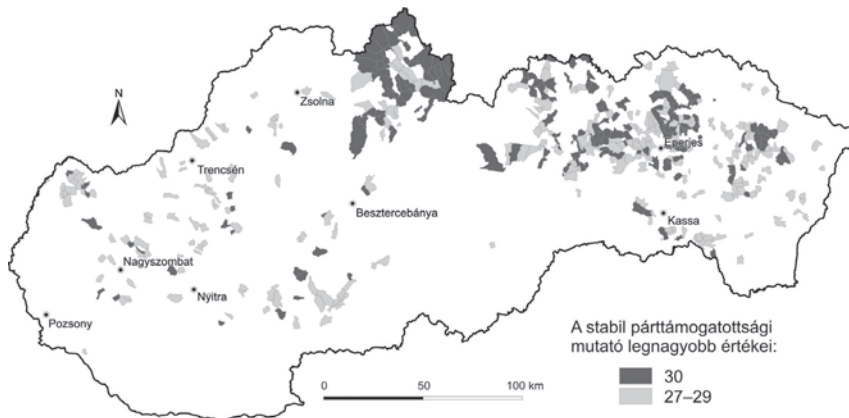 N
Zsolna
Trencsén
Eperjes
Besztercebánya
Kassa
Nagyszombat
Nyitra
Pozsony
A stabil párttámogatottsági
mutató legnagyobb értékei:
30
27–29
0 50 100 km